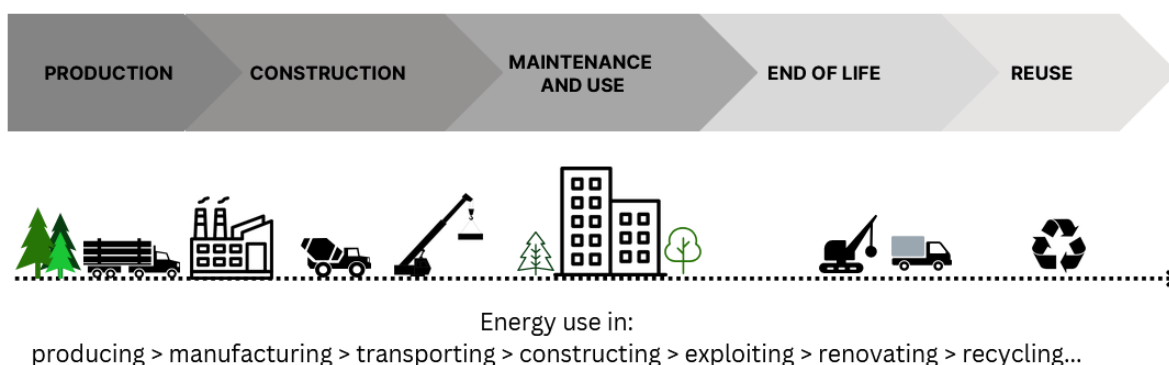 PRODUCTION
CONSTRUCTION
MAINTENANCE
AND USE
END OF LIFE
REUSE
Energy use in:
producing > manufacturing > transporting > constructing > exploiting > renovating > recycling...